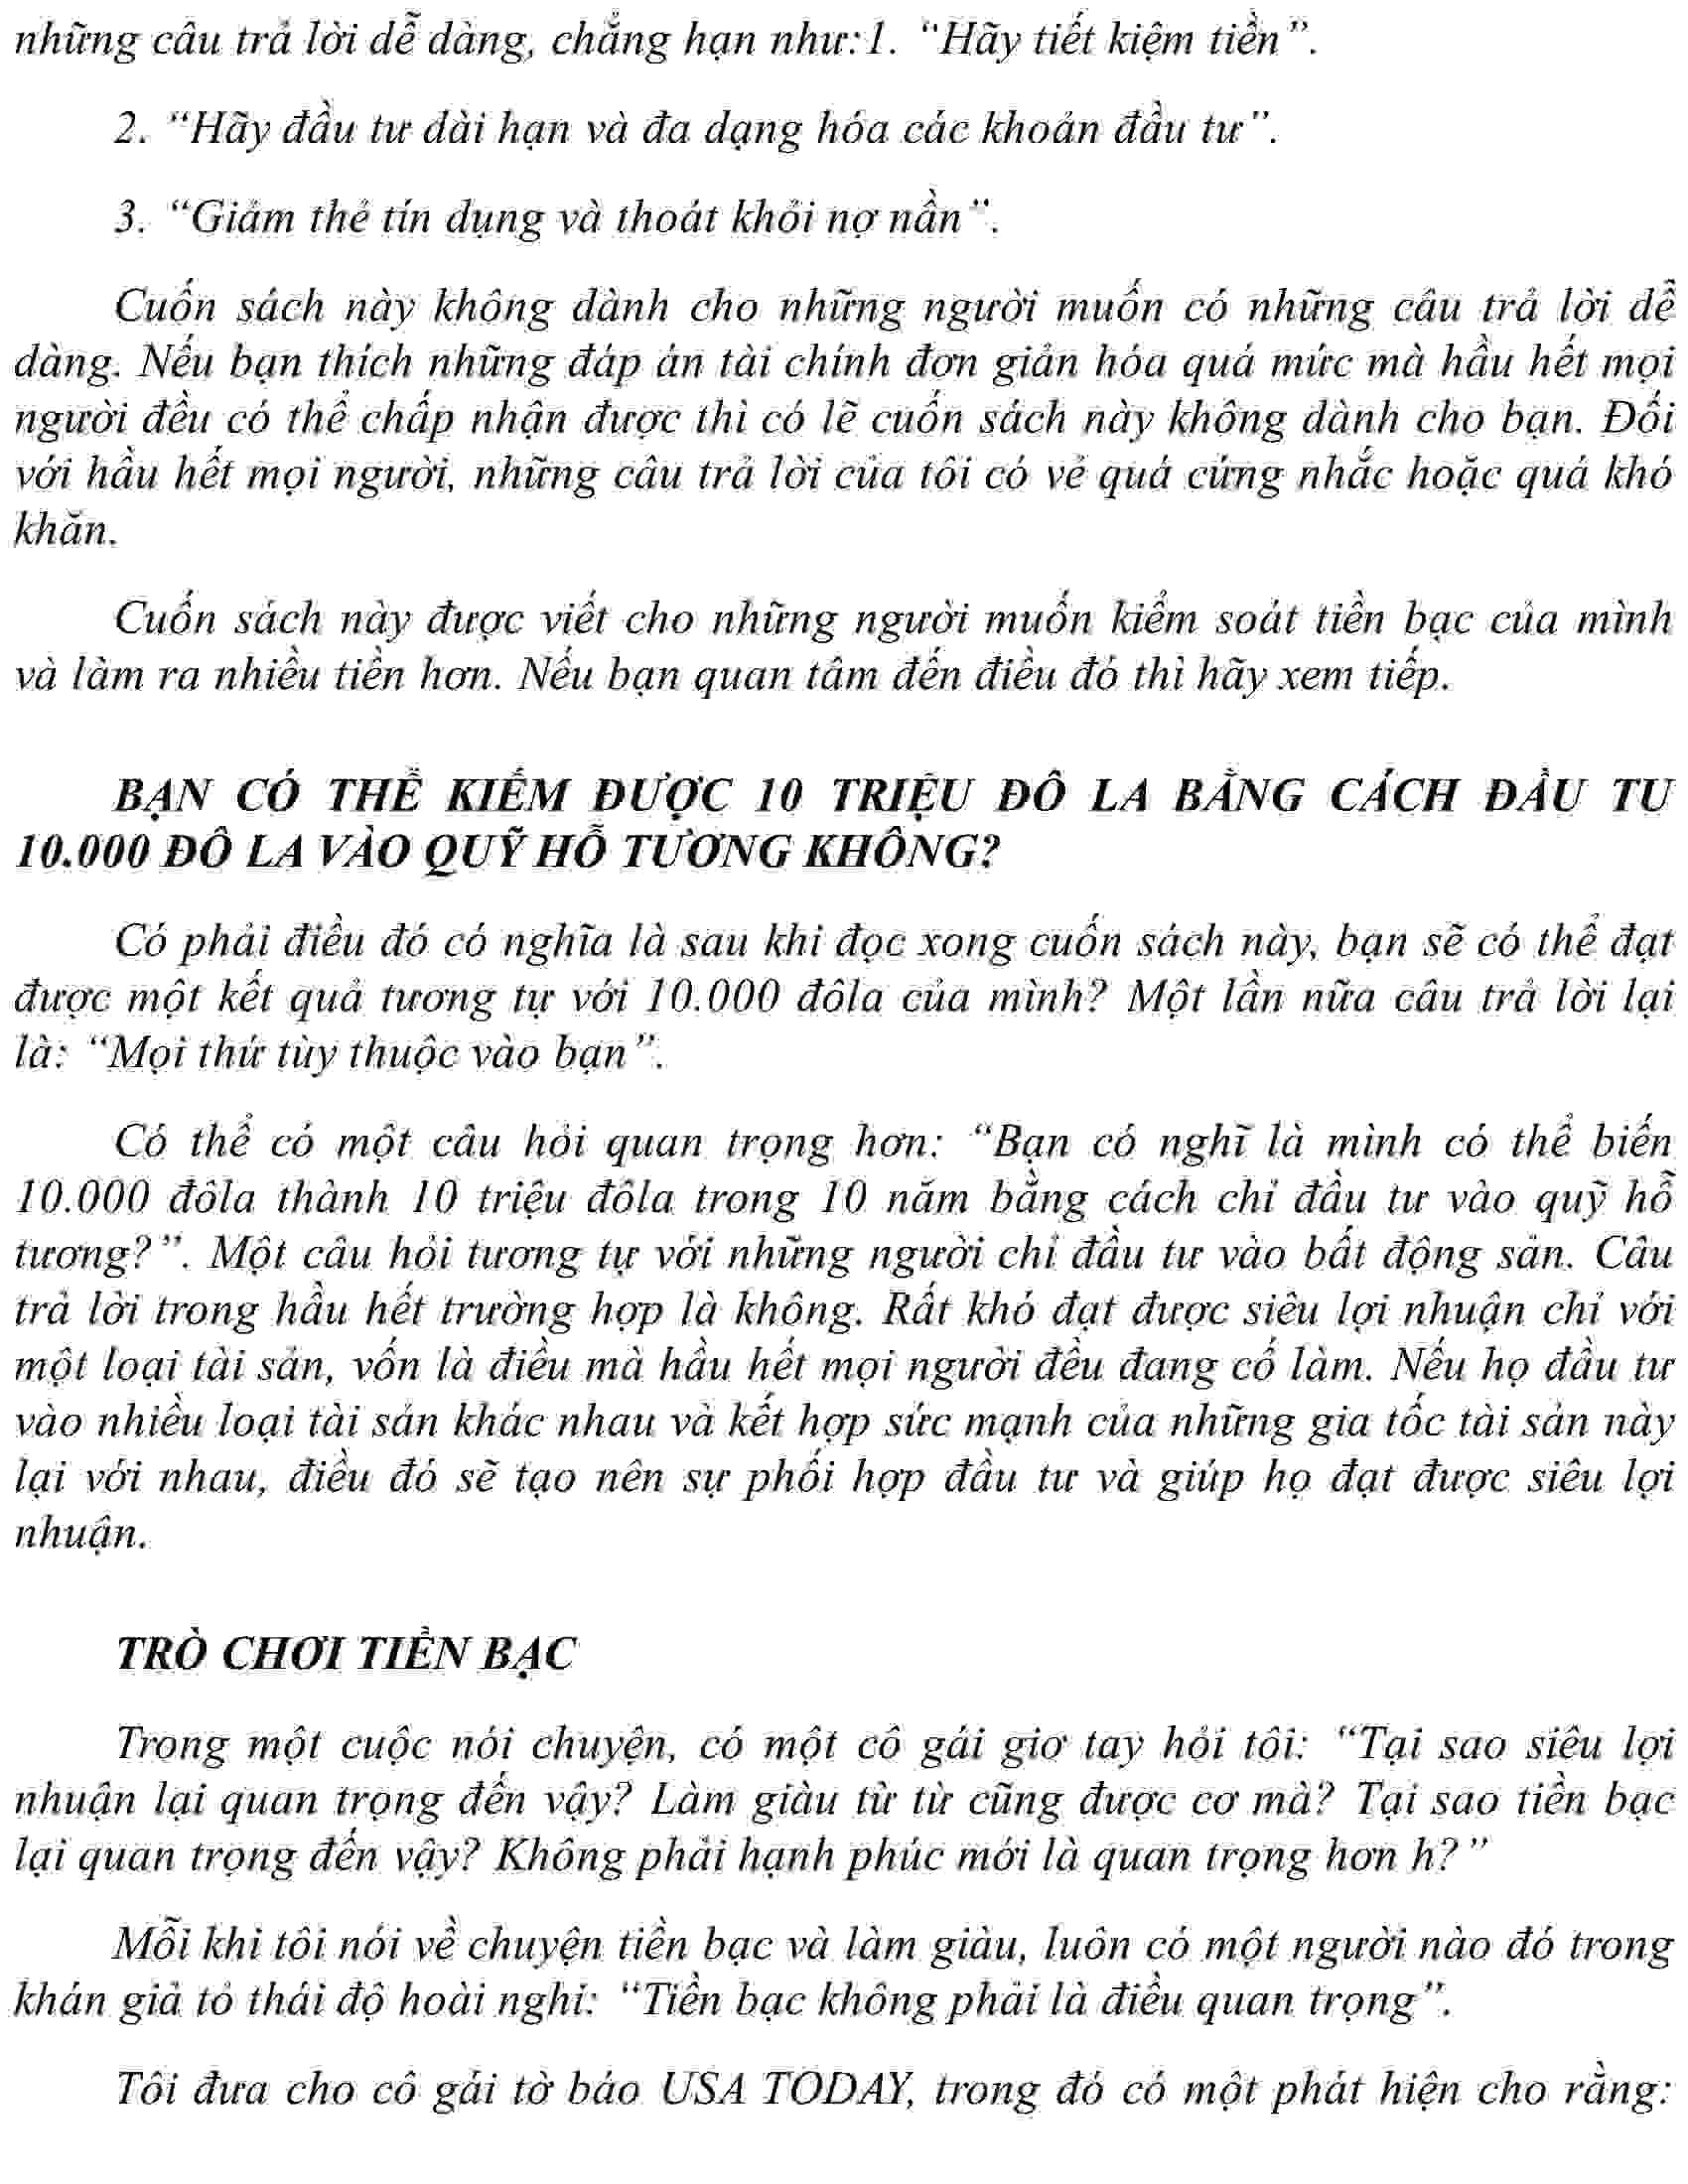 những câu trả lời dễ dàng, chẳng hạn như:1. “Hãy tiết kiệm tiền”.
2. “Hãy đầu tư dài hạn và đa dạng hóa các khoản đầu tư”.
3. “Giảm thẻ tín dụng và thoát khỏi nợ nần”.
Cuốn sách này không dành cho những người muốn có những câu trả lời dễ
dàng. Nếu bạn thích những đáp án tài chính đơn giản hóa quá mức mà hầu hết mọi
người đều có thể chấp nhận được thì có lẽ cuốn sách này không dành cho bạn. Đối
với hầu hết mọi người, những câu trả lời của tôi có vẻ quá cứng nhắc hoặc quá khó
khăn.
Cuốn sách này được viết cho những người muốn kiểm soát tiền bạc của mình
và làm ra nhiều tiền hơn. Nếu bạn quan tâm đến điều đó thì hãy xem tiếp.
BẠN CÓ THỂ KIẾM ĐƯỢC 10 TRIỆU ĐÔ LA BẰNG CÁCH ĐẦU TƯ
10.000 ĐÔ LA VÀO QUỸ HỖ TƯƠNG KHÔNG?
Có phải điều đó có nghĩa là sau khi đọc xong cuốn sách này, bạn sẽ có thể đạt
được một kết quả tương tự với 10.000 đôla của mình? Một lần nữa câu trả lời lại
là: “Mọi thứ tùy thuộc vào bạn”.
Có thể có một câu hỏi quan trọng hơn: “Bạn có nghĩ là mình có thể biến
10.000 đôla thành 10 triệu đôla trong 10 năm bằng cách chỉ đầu tư vào quỹ hỗ
tương?”. Một câu hỏi tương tự với những người chỉ đầu tư vào bất động sản. Câu
trả lời trong hầu hết trường hợp là không. Rất khó đạt được siêu lợi nhuận chỉ với
một loại tài sản, vốn là điều mà hầu hết mọi người đều đang cố làm. Nếu họ đầu tư
vào nhiều loại tài sản khác nhau và kết hợp sức mạnh của những gia tốc tài sản này
lại với nhau, điều đó sẽ tạo nên sự phối hợp đầu tư và giúp họ đạt được siêu lợi
nhuận.
TRÒ CHƠI TIỀN BẠC
Trong một cuộc nói chuyện, có một cô gái giơ tay hỏi tôi: “Tại sao siêu lợi
nhuận lại quan trọng đến vậy? Làm giàu từ từ cũng được cơ mà? Tại sao tiền bạc
lại quan trọng đến vậy? Không phải hạnh phúc mới là quan trọng hơn h?”
Mỗi khi tôi nói về chuyện tiền bạc và làm giàu, luôn có một người nào đó trong
khán giả tỏ thái độ hoài nghi: “Tiền bạc không phải là điều quan trọng”.
Tôi đưa cho cô gái tờ báo USA TODAY, trong đó có một phát hiện cho rằng: